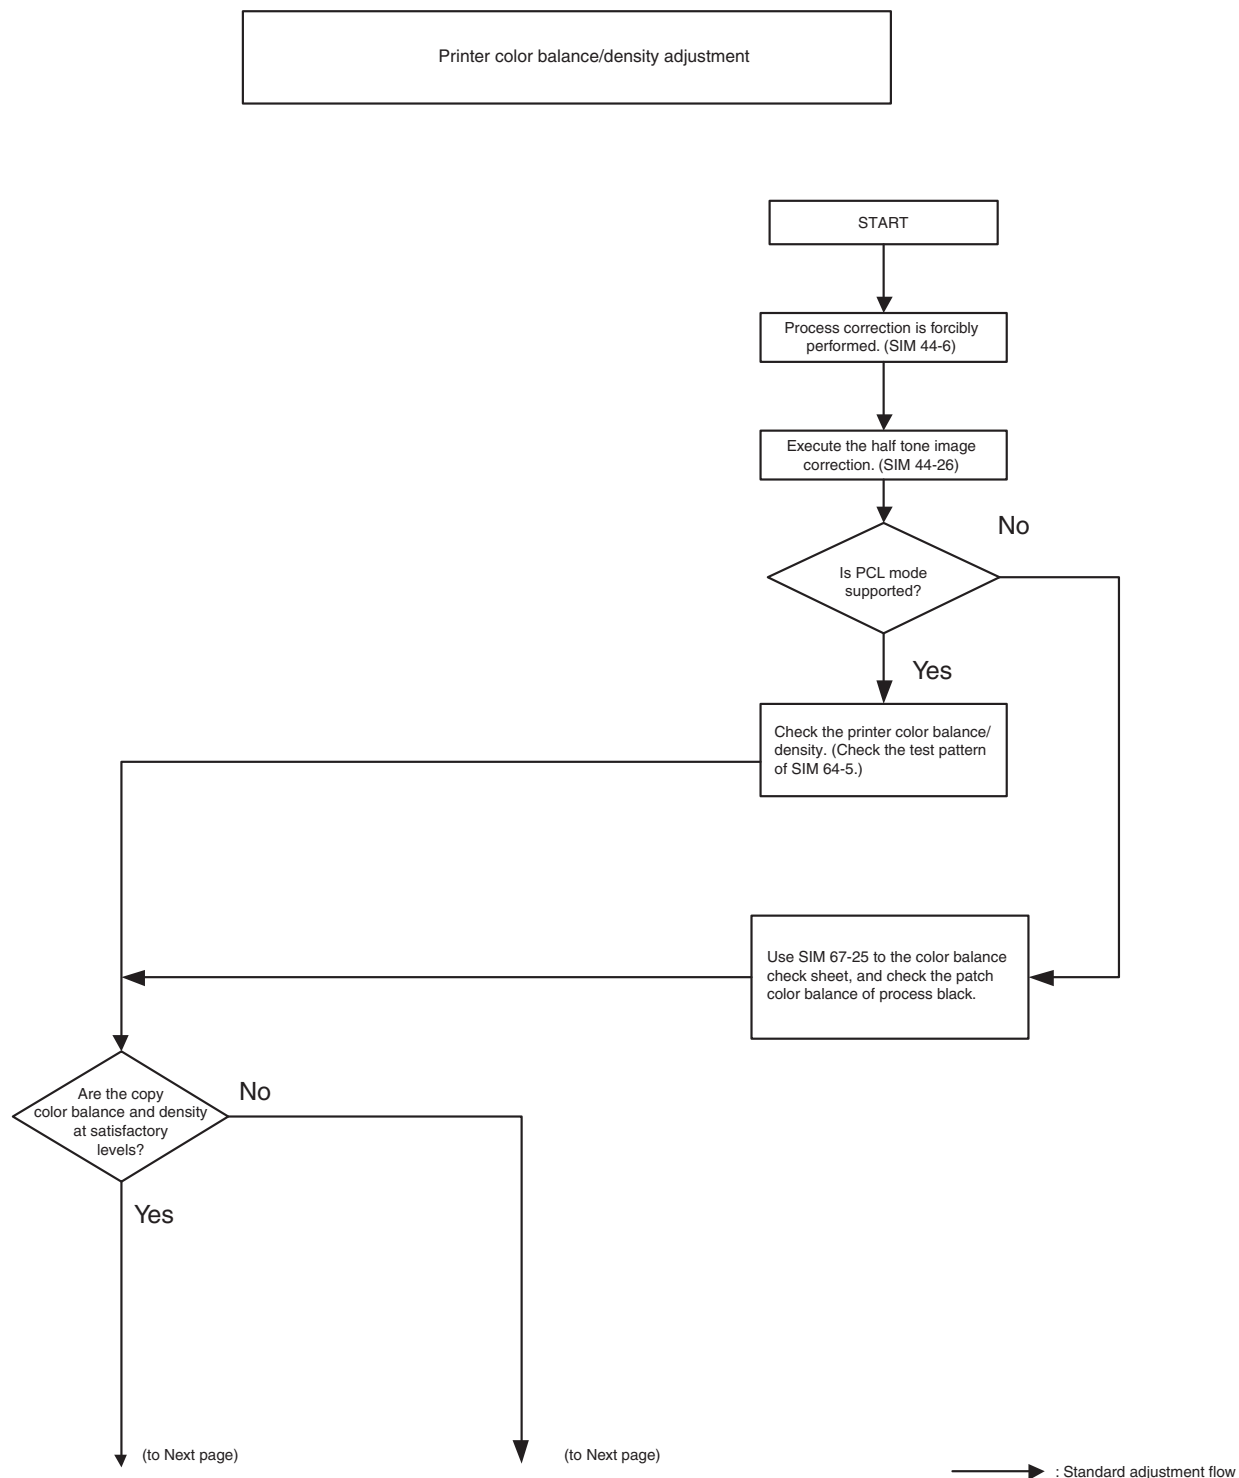 Printer color balance/density adjustment
START
Process correction is forcibly
performed. (SIM 44-6)
Execute the half tone image
correction. (SIM 44-26)
No
Is PCL mode
supported?
Yes
Check the printer color balance/
density. (Check the test pattern
of SIM 64-5.)
Use SIM 67-25 to the color balance
check sheet, and check the patch
color balance of process black.
Are the copy
color balance and density
at satisfactory
levels?
No
Yes
(to Next page)
(to Next page)
: Standard adjustment flow